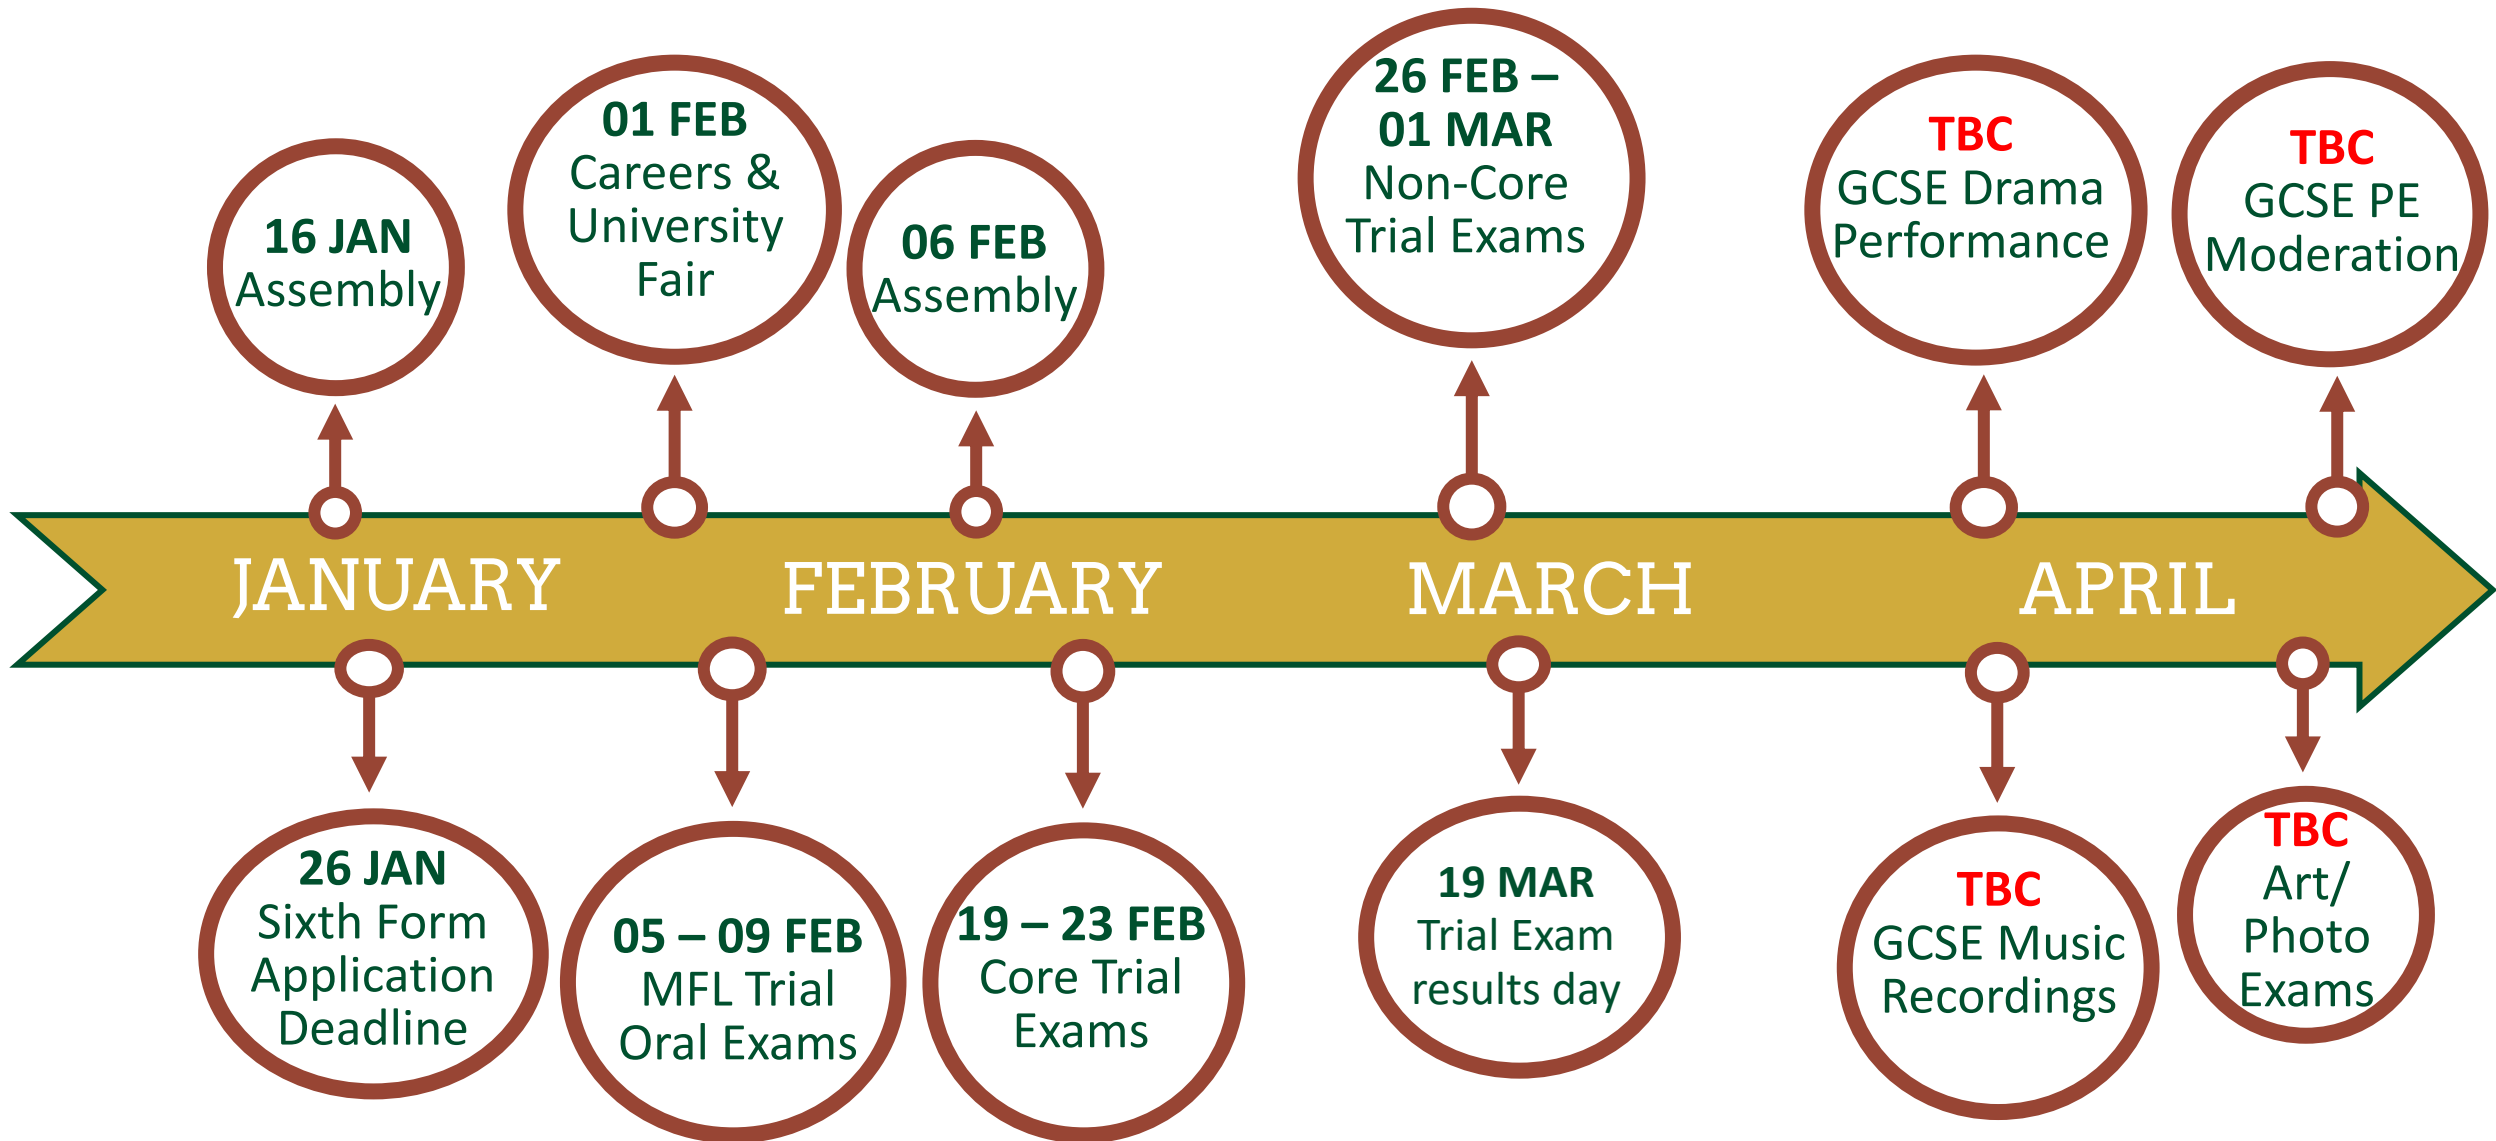 16 JAN
Assembly
01 FEB
Careers &
University
Fair
06 FEB
Assembly
26 FEB –
01 MAR
Non-Core
Trial Exams
TBC
GCSE Drama
Performance
TBC
GCSE PE
Moderation
JANUARY
FEBRUARY
MARCH
APRIL
26 JAN
Sixth Form
Application
Deadline
05 – 09 FEB
MFL Trial
Oral Exams
19 – 23 FEB
Core Trial
Exams
19 MAR
Trial Exam
results day
TBC
GCSE Music
Recordings
TBC
Art/
Photo
Exams